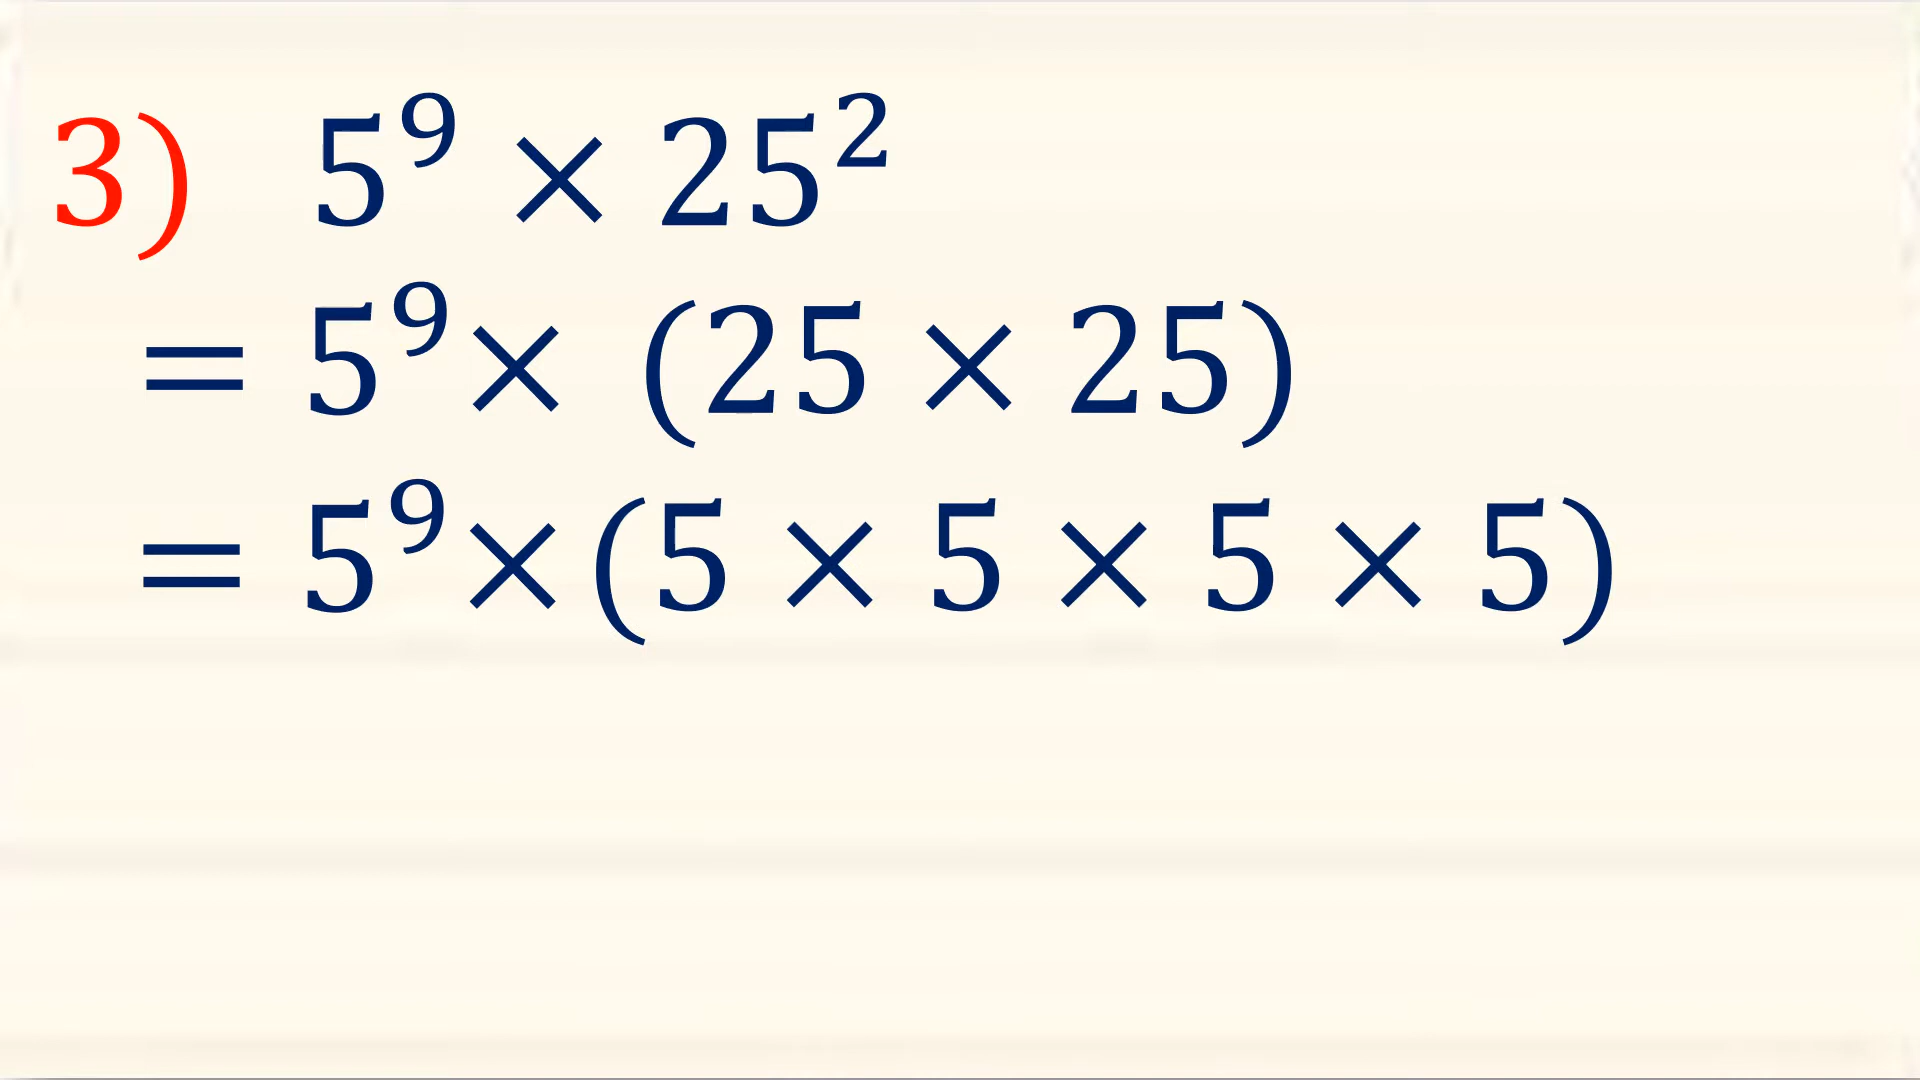 3) 5⁹ × 25²
= 5⁹× (25 × 25)
= 5⁹×(5 × 5 × 5 × 5)